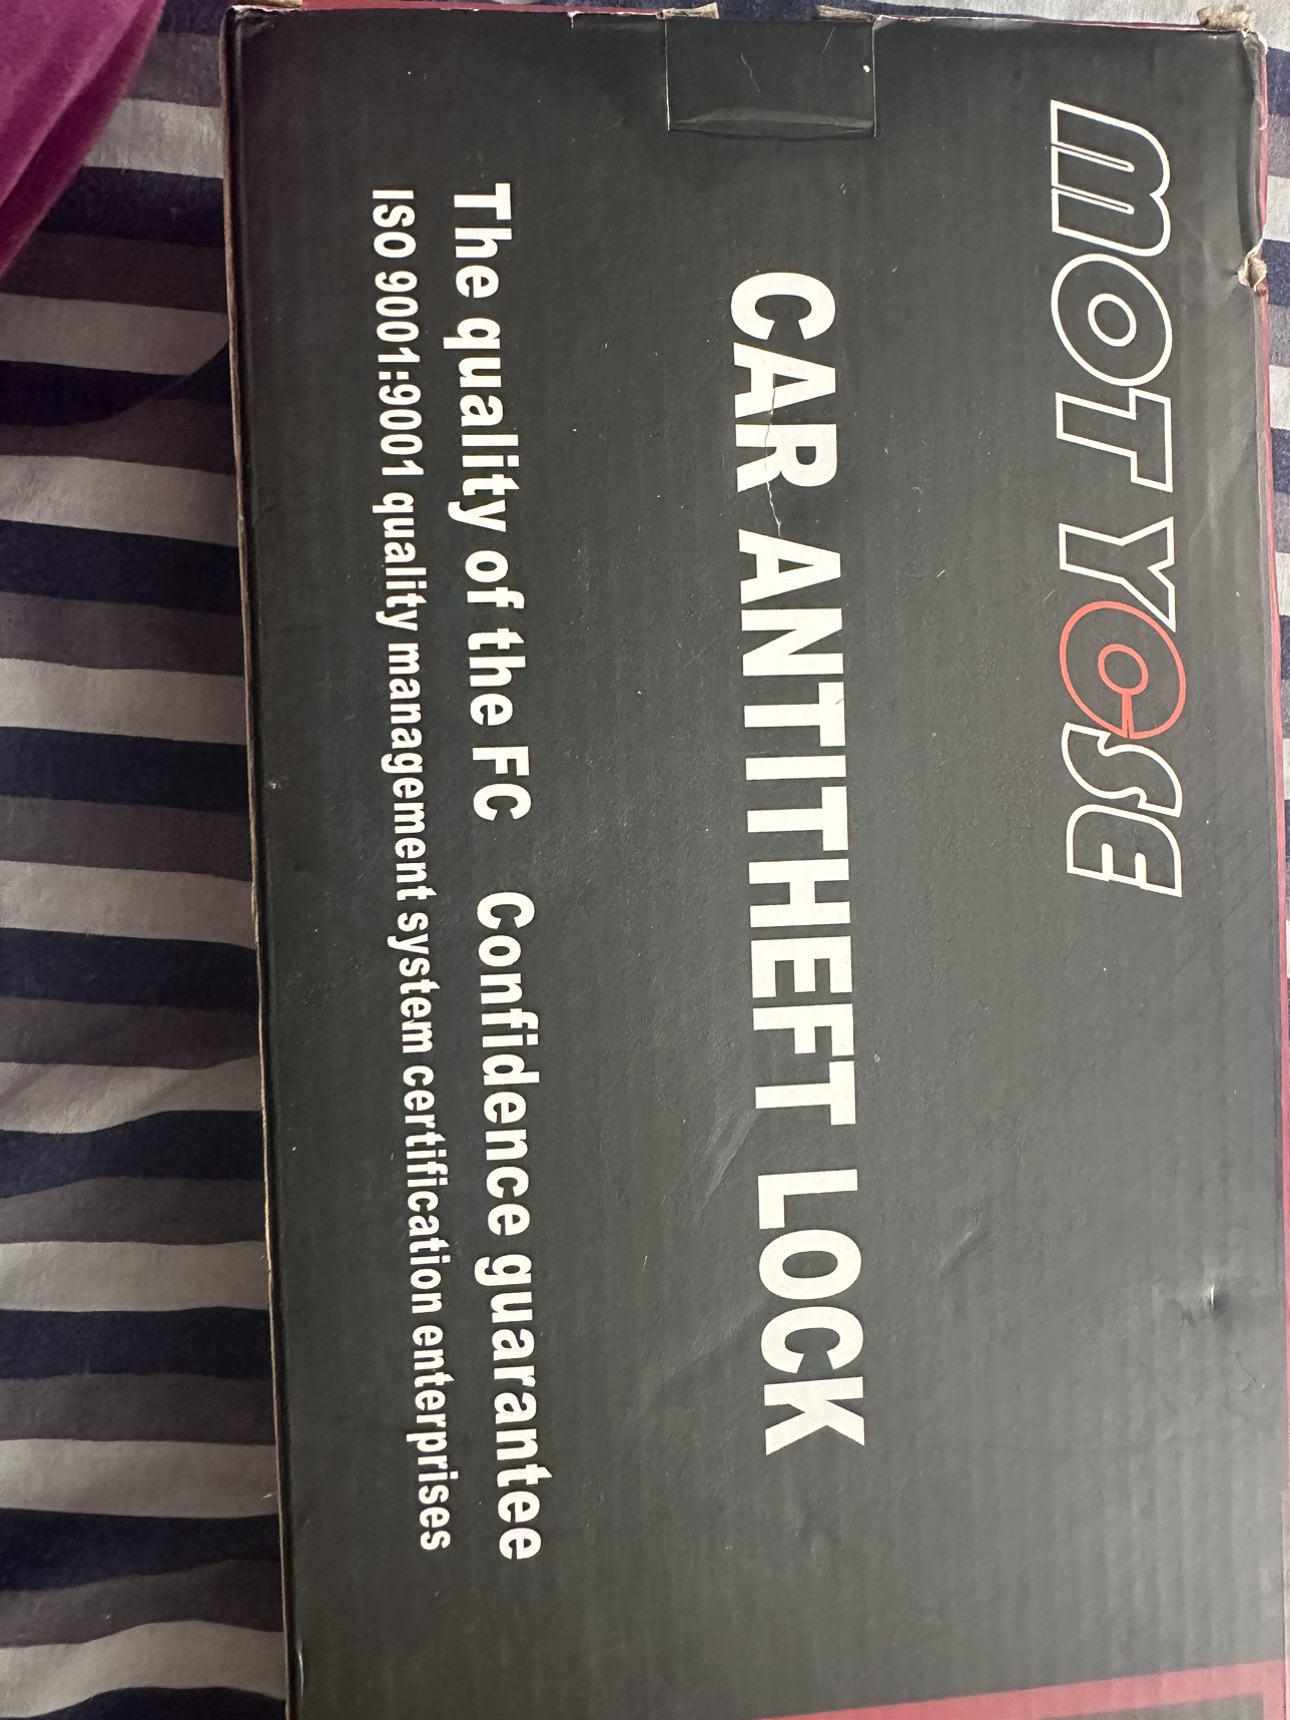 MOT YOSE
CAR ANTITHEFT LOCK
The quality of the FC Confidence guarantee
ISO 9001:9001 quality management system certification enterprises